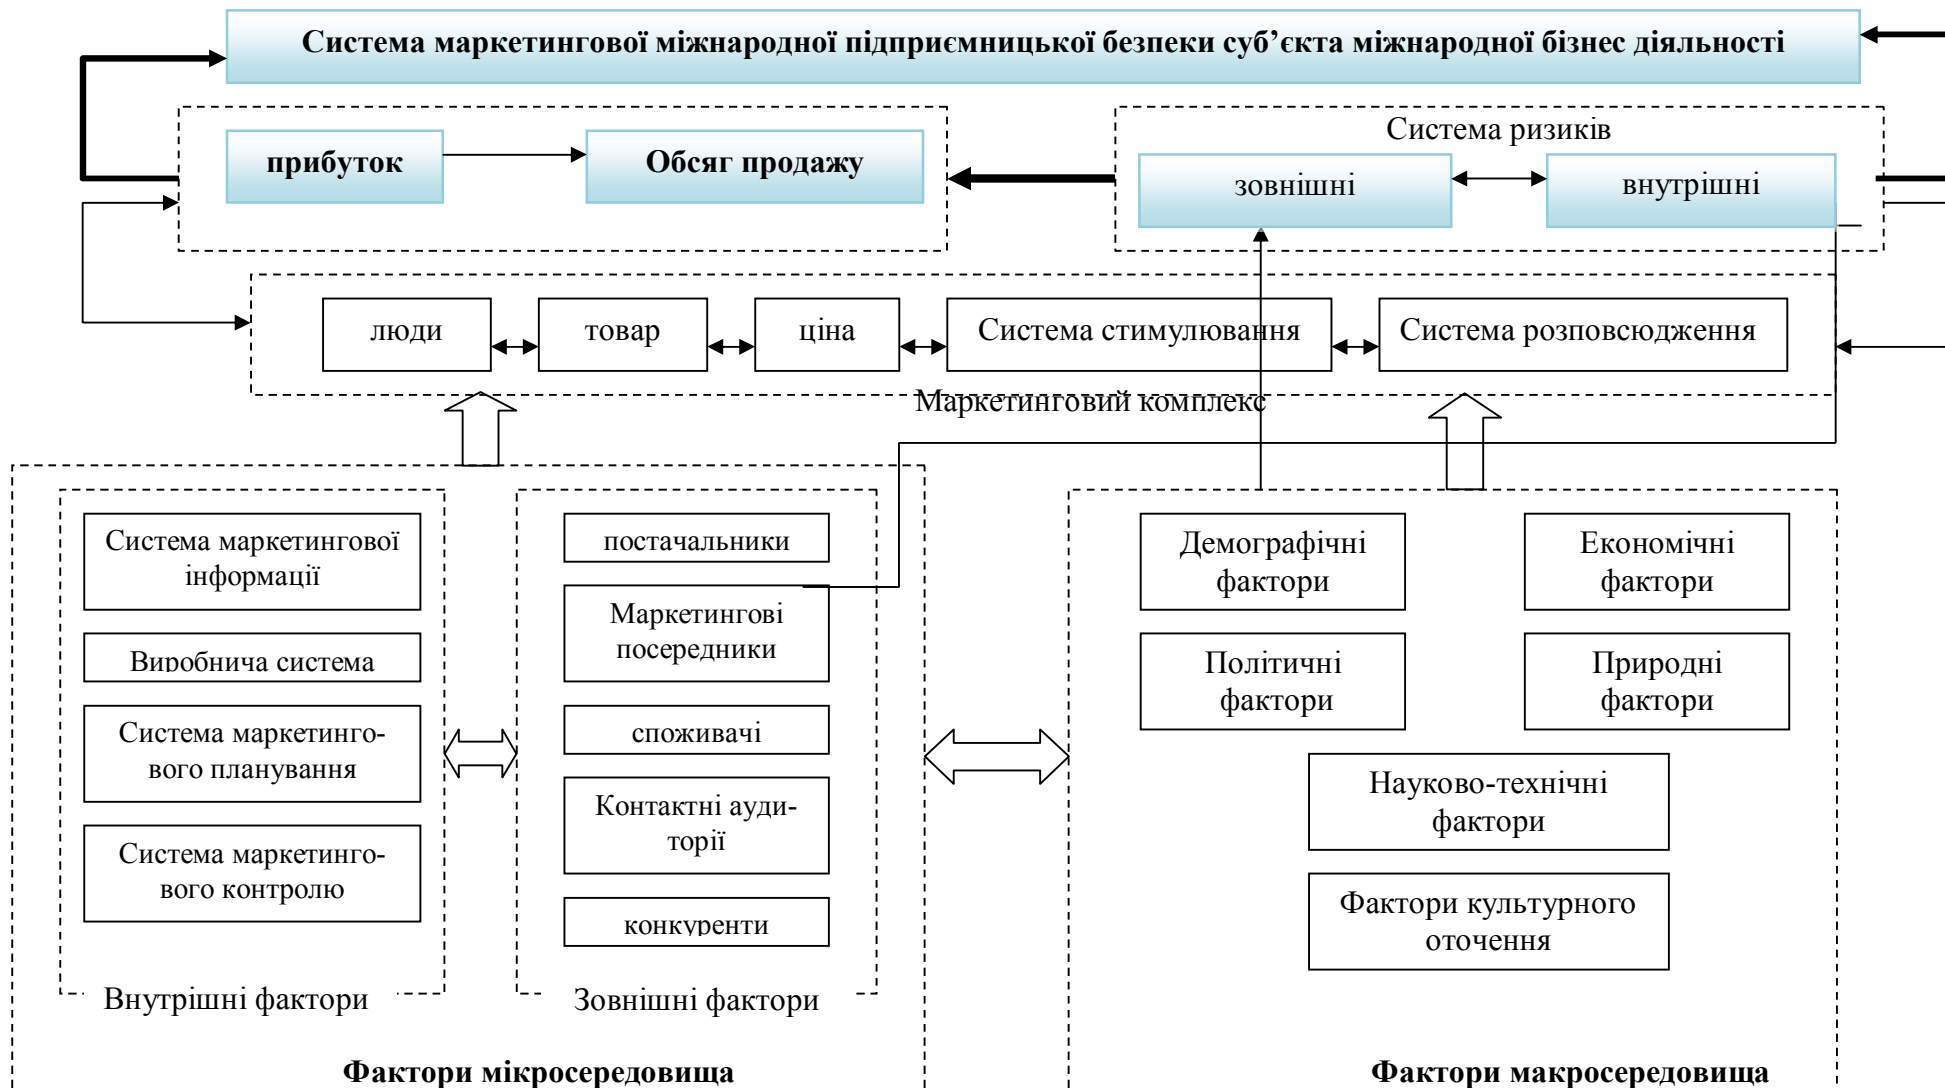 Система маркетингової міжнародної підприємницької безпеки суб’єкта міжнародної бізнес діяльності
прибуток
Обсяг продажу
Система ризиків
зовнішні
внутрішні
люди
товар
ціна
Система стимулювання
Система розповсюдження
Маркетинговий комплекс
Система маркетингової
інформації
Виробнича система
Система маркетинго-
вого планування
Система маркетинго-
вого контролю
Внутрішні фактори
постачальники
Маркетингові
посередники
споживачі
Контактні ауди-
торії
конкуренти
Зовнішні фактори
Фактори мікросередовища
Демографічні
фактори
Економічні
фактори
Політичні
фактори
Природні
фактори
Науково-технічні
фактори
Фактори культурного
оточення
Фактори макросередовища